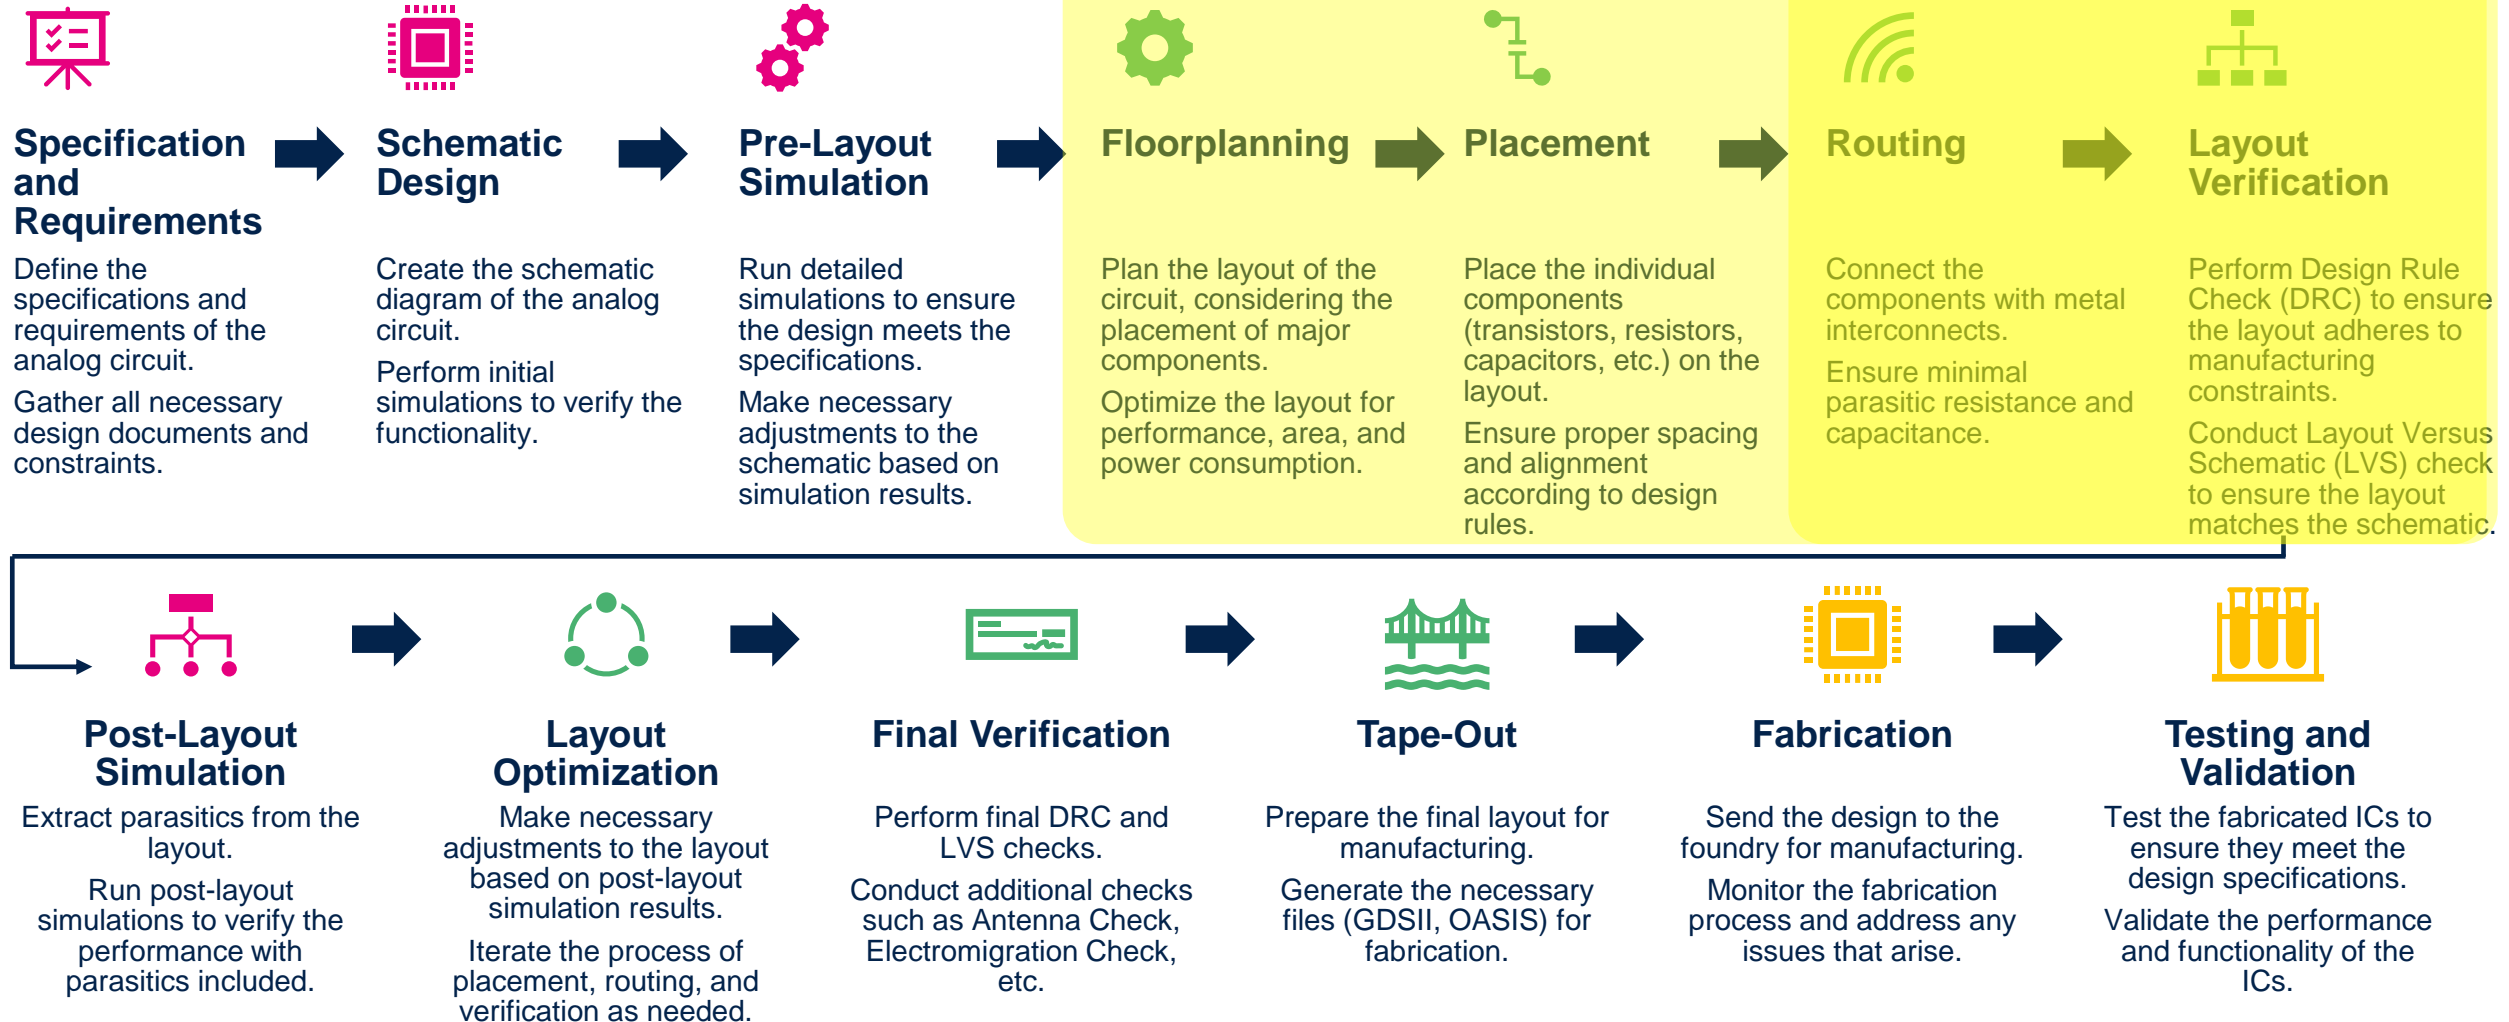 Specification
and
Requirements
Define the
specifications and
requirements of the
analog circuit.
Gather all necessary
design documents and
constraints.
Schematic
Design
Create the schematic
diagram of the analog
circuit.
Perform initial
simulations to verify the
functionality.
Pre-Layout
Simulation
Run detailed
simulations to ensure
the design meets the
specifications.
Make necessary
adjustments to the
schematic based on
simulation results.
Floorplanning
Plan the layout of the
circuit, considering the
placement of major
components.
Optimize the layout for
performance, area, and
power consumption.
Placement
Place the individual
components
(transistors, resistors,
capacitors, etc.) on the
layout.
Ensure proper spacing
and alignment
according to design
rules.
Routing
Connect the
components with metal
interconnects.
Ensure minimal
parasitic resistance and
capacitance.
Layout
Verification
Perform Design Rule
Check (DRC) to ensure
the layout adheres to
manufacturing
constraints.
Conduct Layout Versus
Schematic (LVS) check
to ensure the layout
matches the schematic.
Post-Layout
Simulation
Extract parasitics from the
layout.
Run post-layout
simulations to verify the
performance with
parasitics included.
Layout
Optimization
Make necessary
adjustments to the layout
based on post-layout
simulation results.
Iterate the process of
placement, routing, and
verification as needed.
Final Verification
Perform final DRC and
LVS checks.
Conduct additional checks
such as Antenna Check,
Electromigration Check,
etc.
Tape-Out
Prepare the final layout for
manufacturing.
Generate the necessary
files (GDSII, OASIS) for
fabrication.
Fabrication
Send the design to the
foundry for manufacturing.
Monitor the fabrication
process and address any
issues that arise.
Testing and
Validation
Test the fabricated ICs to
ensure they meet the
design specifications.
Validate the performance
and functionality of the
ICs.